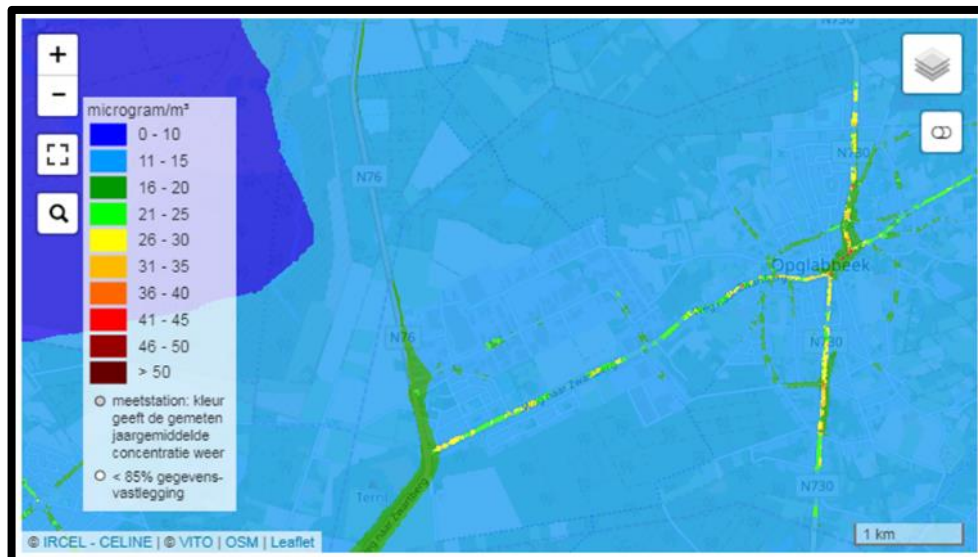 N730
+
−
microgram/m³
0 - 10
11 - 15
16 - 20
21 - 25
26 - 30
31 - 35
36 - 40
41 - 45
46 - 50
> 50
meetstation: kleur
geeft de gemeten
jaargemiddelde
concentratie weer
< 85% gegevens-
vastlegging
N76
N730
Opglabbeek
N76
N730
N730
1 km
© IRCEL - CELINE | © VITO | OSM | Leaflet